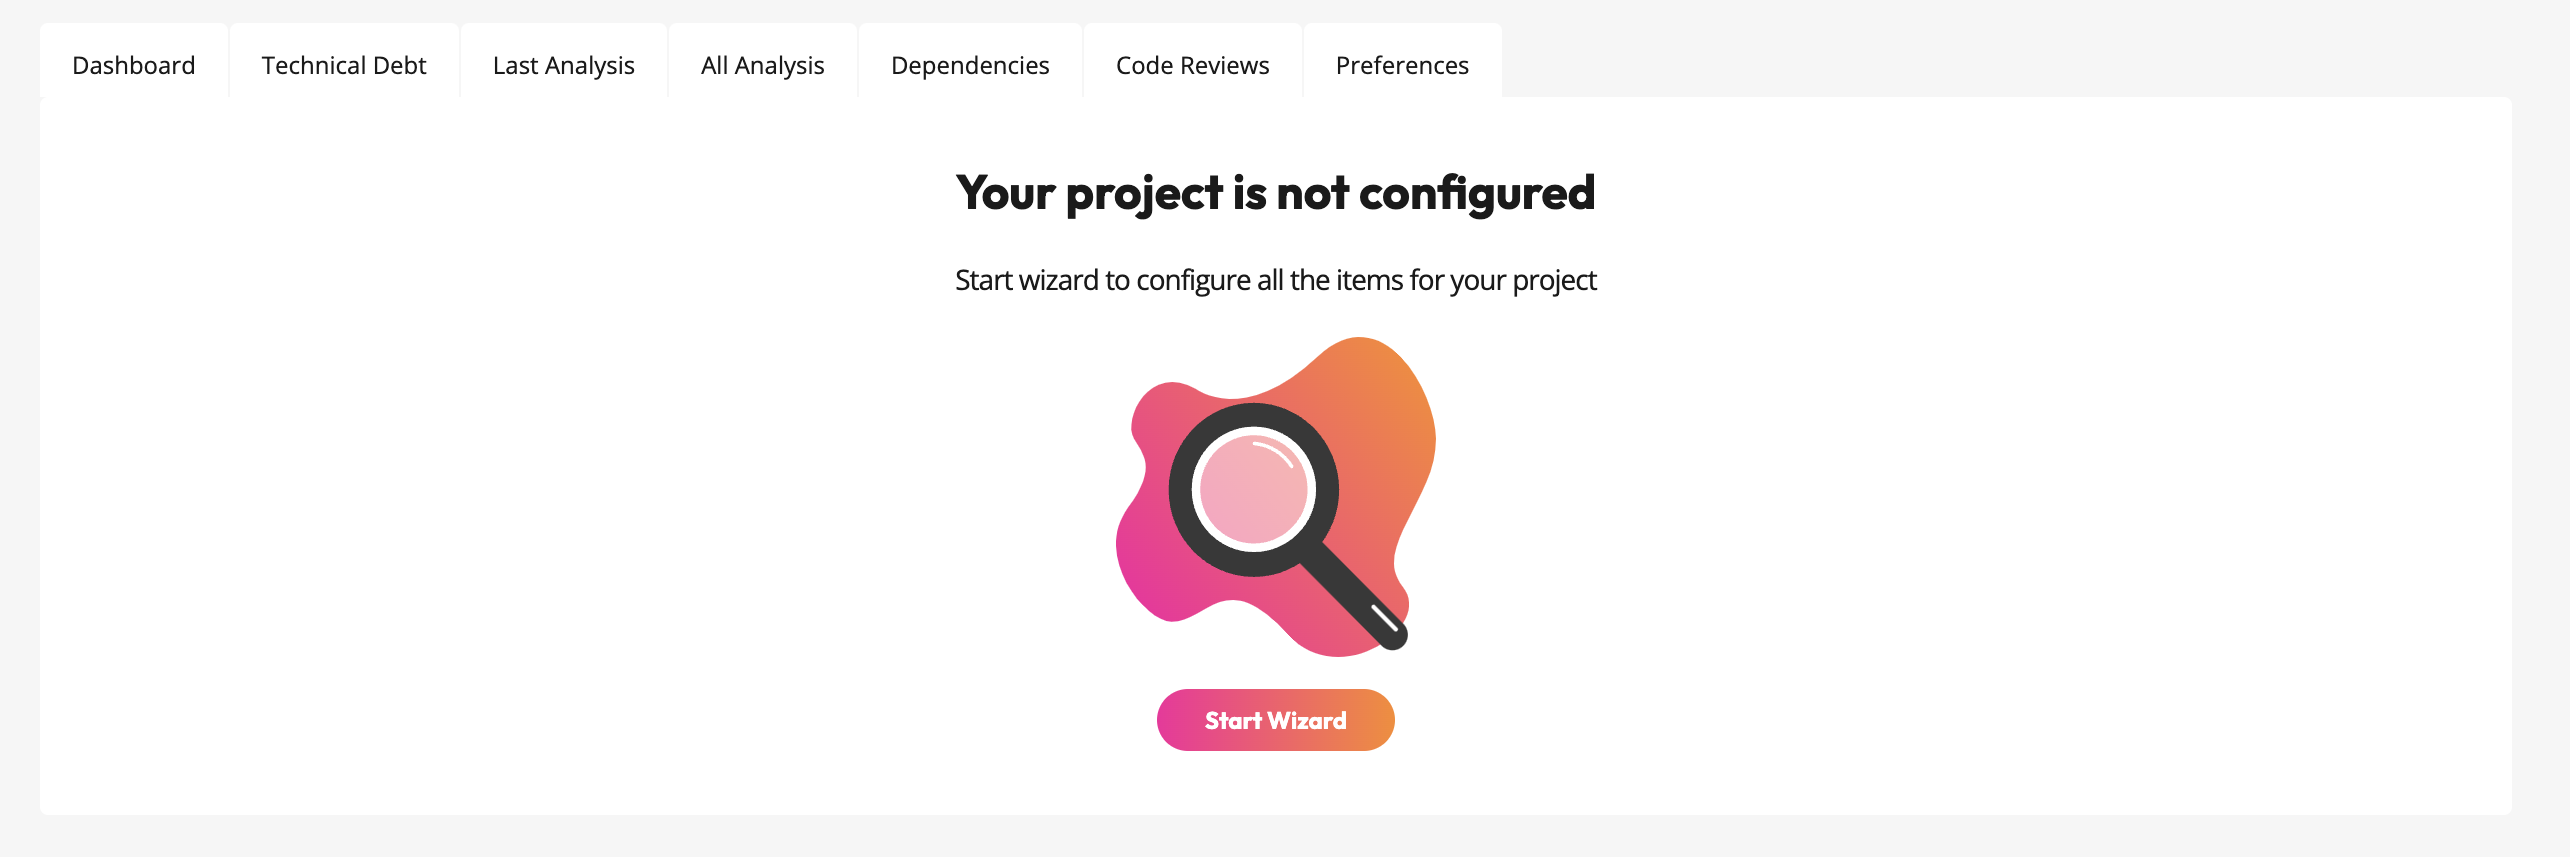 Dashboard Technical Debt Last Analysis All Analysis Dependencies Code Reviews Preferences
Your project is not configured
Start wizard to configure all the items for your project
Start Wizard